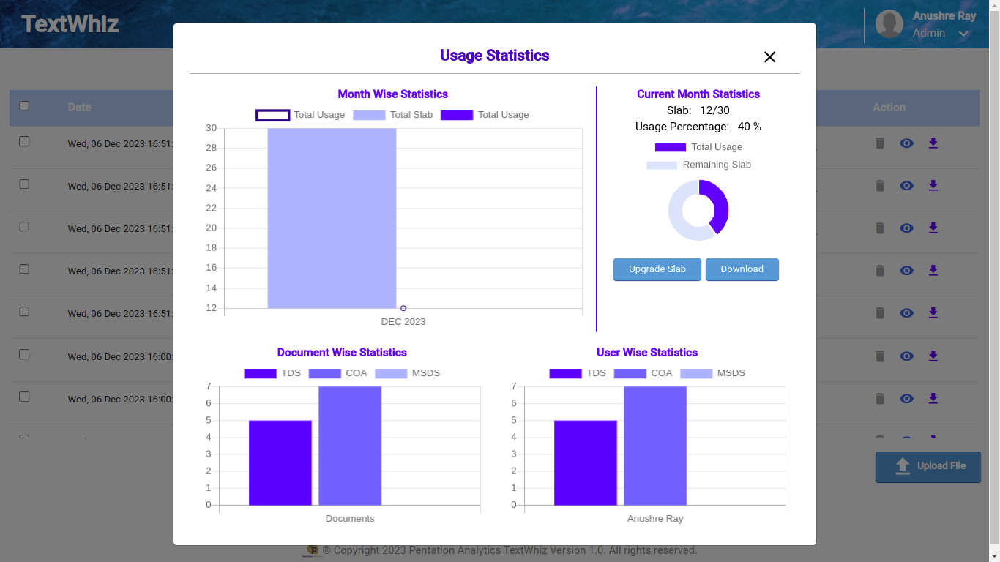 TextWhIz
Anushre Ray
Admin
Usage Statistics
Date
Action
Month Wise Statistics
Total Usage Total Slab Total Usage
30
28
26
24
22
20
18
16
14
12
DEC 2023
Current Month Statistics
Slab: 12/30
Usage Percentage: 40 %
Total Usage
Remaining Slab
Upgrade Slab Download
Wed, 06 Dec 2023 16:51:
Wed, 06 Dec 2023 16:51:
Wed, 06 Dec 2023 16:51:
Wed, 06 Dec 2023 16:51:
Wed, 06 Dec 2023 16:51:
Wed, 06 Dec 2023 16:00:
Wed, 06 Dec 2023 16:00:
Document Wise Statistics
TDS COA MSDS
7
6
5
4
3
2
1
0
Documents
User Wise Statistics
TDS COA MSDS
7
6
5
4
3
2
1
0
Anushre Ray
Upload FIle
© Copyright 2023 Pentation Analytics TextWhiz Version 1.0. All rights reserved.